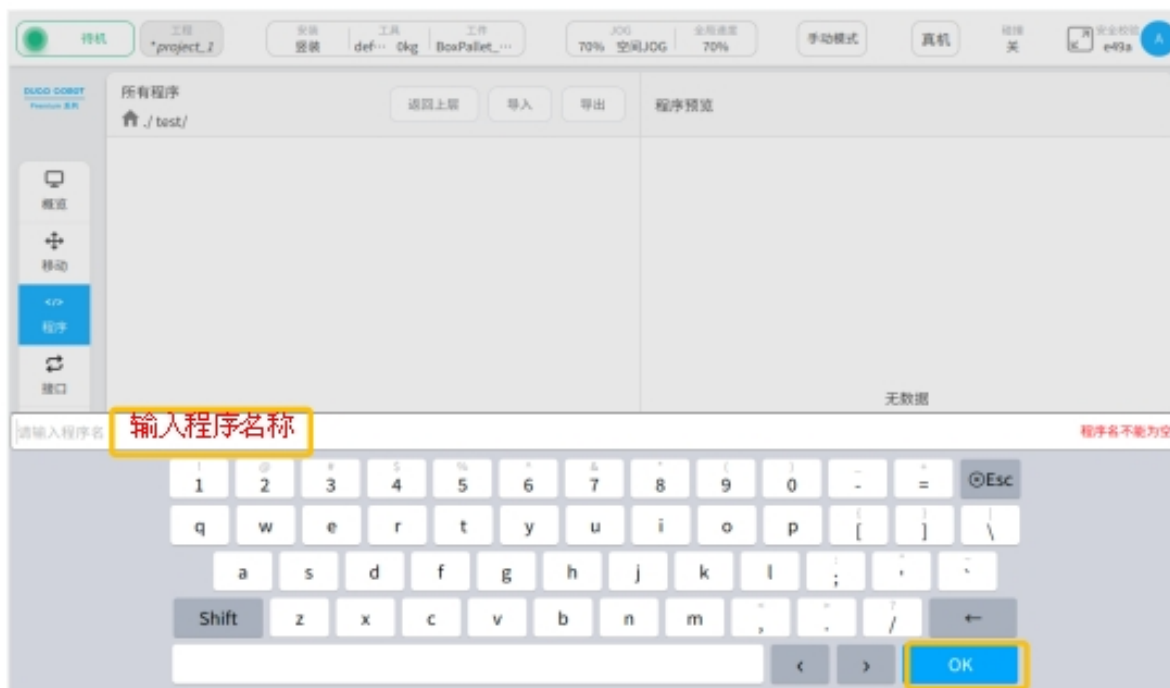 待机
工程
*project_1
安装
竖装
工具
def… 0kg
工件
BoxPallet_…
JOG
70% 空间JOG
全局速度
70%
手动模式
真机
碰撞
关
安全校验
e49a
A
DUCO COBOT
所有程序
./ test/
返回上层
导入
导出
程序预览
概览
移动
程序
接口
无数据
请输入程序名
输入程序名称
程序名不能为空
! @ # $ % ^ & * ( ) _ +
1 2 3 4 5 6 7 8 9 0 - = Esc
{ } |
q w e r t y u i o p [ ] \
a s d f g h j k l ; '
Shift z x c v b n m , . / ←
‹ › OK